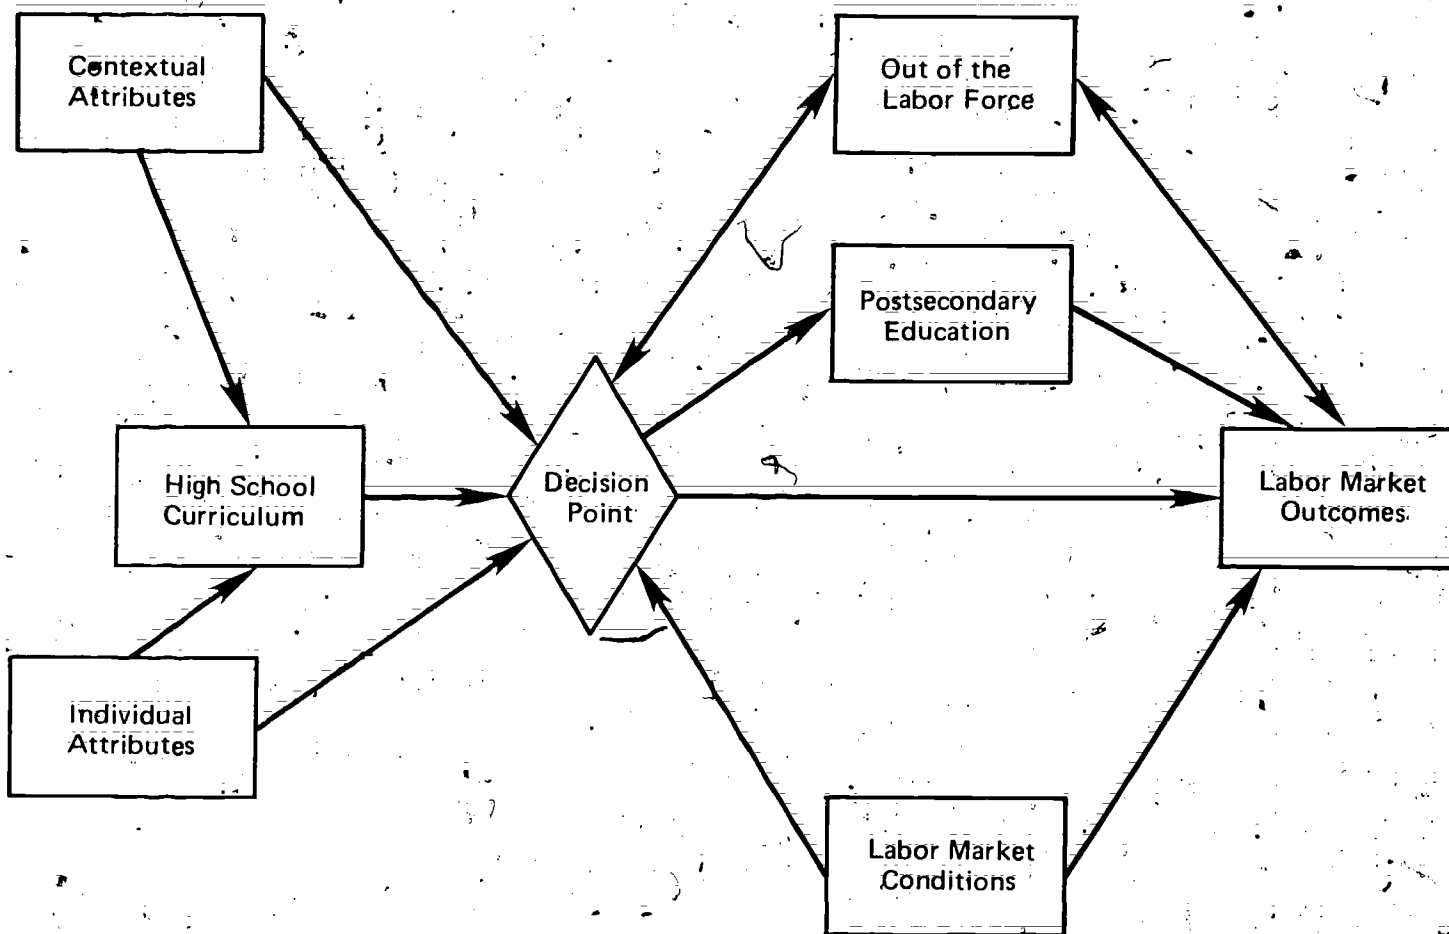 Contextual
Attributes
Out of the
Labor Force
Postsecondary
Education
High School
Curriculum
Decision
Point
Labor Market
Outcomes
Individual
Attributes
Labor Market
Conditions